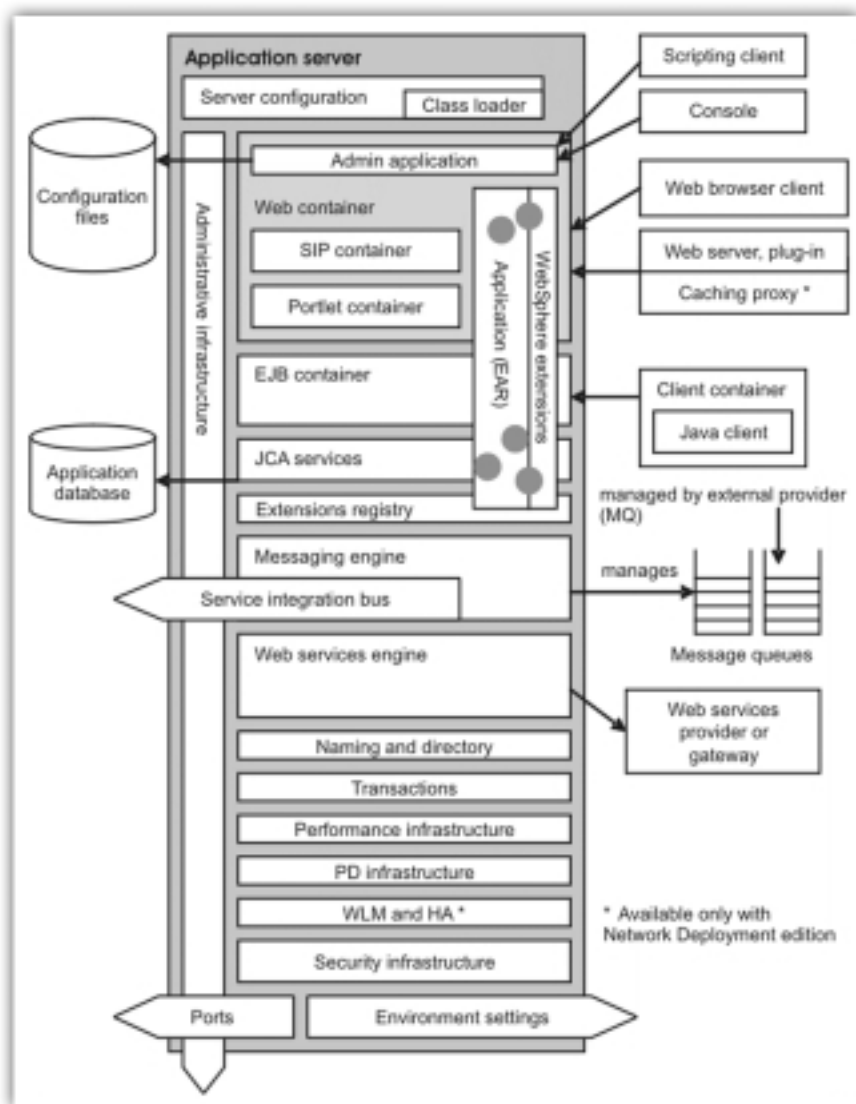 Application server
Server configuration
Class loader
Scripting client
Console
Configuration
files
Admin application
Web browser client
Administrative infrastructure
Web container
SIP container
Portlet container
Application (EAR)
WebSphere extensions
Web server, plug-in
Caching proxy *
EJB container
Client container
Java client
Application
database
JCA services
Extensions registry
managed by external provider
(MQ)
Messaging engine
manages
Service integration bus
Message queues
Web services engine
Web services
provider or
gateway
Naming and directory
Transactions
Performance infrastructure
PD infrastructure
WLM and HA *
* Available only with
Network Deployment edition
Security infrastructure
Ports
Environment settings